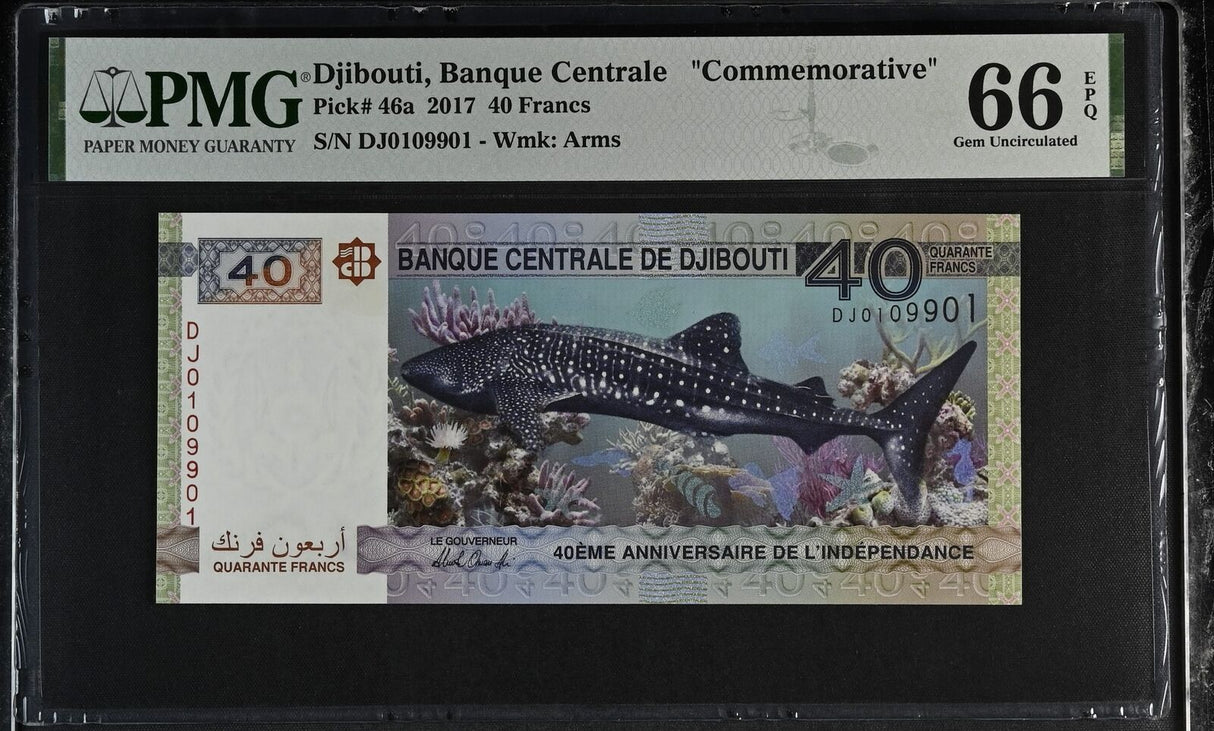 PMG®
PAPER MONEY GUARANTY
Djibouti, Banque Centrale "Commemorative"
Pick# 46a 2017 40 Francs
S/N DJ0109901 - Wmk: Arms
66
EPQ
Gem Uncirculated
40
BANQUE CENTRALE DE DJIBOUTI
40
QUARANTE
FRANCS
DJ0109901
DJ0109901
أربعون فرنك
QUARANTE FRANCS
LE GOUVERNEUR
40ÈME ANNIVERSAIRE DE L'INDÉPENDANCE